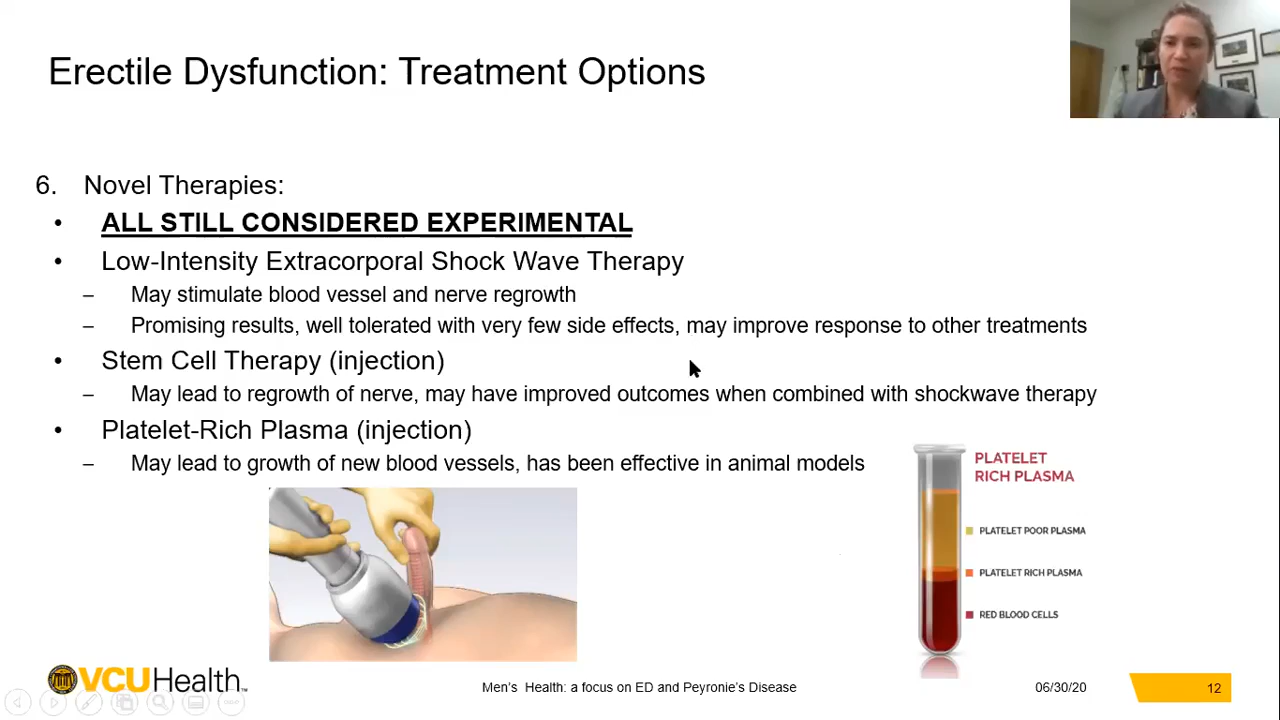 Erectile Dysfunction: Treatment Options
6. Novel Therapies:
• ALL STILL CONSIDERED EXPERIMENTAL
• Low-Intensity Extracorporal Shock Wave Therapy
– May stimulate blood vessel and nerve regrowth
– Promising results, well tolerated with very few side effects, may improve response to other treatments
• Stem Cell Therapy (injection)
– May lead to regrowth of nerve, may have improved outcomes when combined with shockwave therapy
• Platelet-Rich Plasma (injection)
– May lead to growth of new blood vessels, has been effective in animal models
PLATELET
RICH PLASMA
PLATELET POOR PLASMA
PLATELET RICH PLASMA
RED BLOOD CELLS
VCUHealth™
Men's Health: a focus on ED and Peyronie's Disease
06/30/20
12